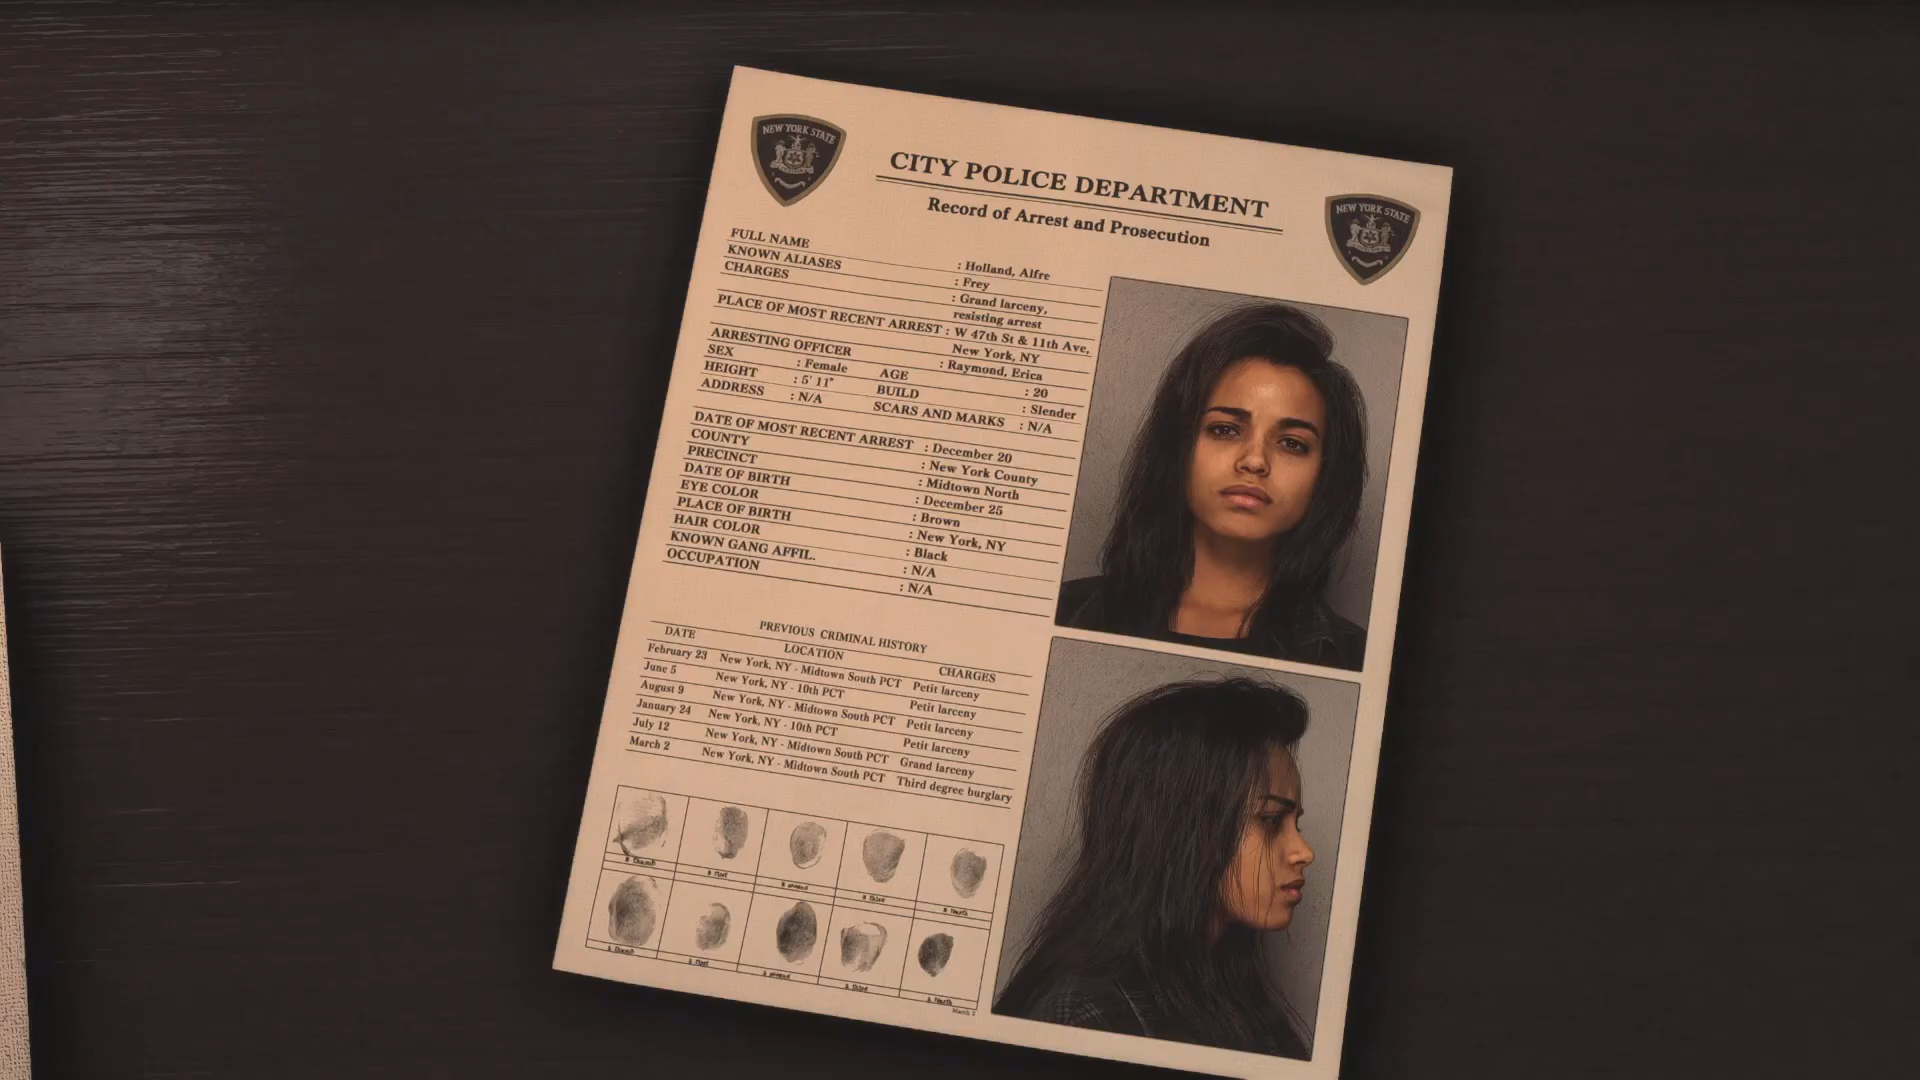 NEW YORK STATE
CITY POLICE DEPARTMENT
NEW YORK STATE
Record of Arrest and Prosecution
FULL NAME : Holland, Alfre
KNOWN ALIASES : Frey
CHARGES : Grand larceny,
resisting arrest
PLACE OF MOST RECENT ARREST : W 47th St & 11th Ave,
New York, NY
ARRESTING OFFICER : Raymond, Erica
SEX : Female AGE : 20
HEIGHT : 5' 11" BUILD : Slender
ADDRESS : N/A SCARS AND MARKS : N/A
DATE OF MOST RECENT ARREST : December 20
COUNTY : New York County
PRECINCT : Midtown North
DATE OF BIRTH : December 25
EYE COLOR : Brown
PLACE OF BIRTH : New York, NY
HAIR COLOR : Black
KNOWN GANG AFFIL. : N/A
OCCUPATION : N/A
PREVIOUS CRIMINAL HISTORY
DATE LOCATION CHARGES
February 23 New York, NY - Midtown South PCT Petit larceny
June 5 New York, NY - 10th PCT Petit larceny
August 9 New York, NY - Midtown South PCT Petit larceny
January 24 New York, NY - 10th PCT Petit larceny
July 12 New York, NY - Midtown South PCT Grand larceny
March 2 New York, NY - Midtown South PCT Third degree burglary